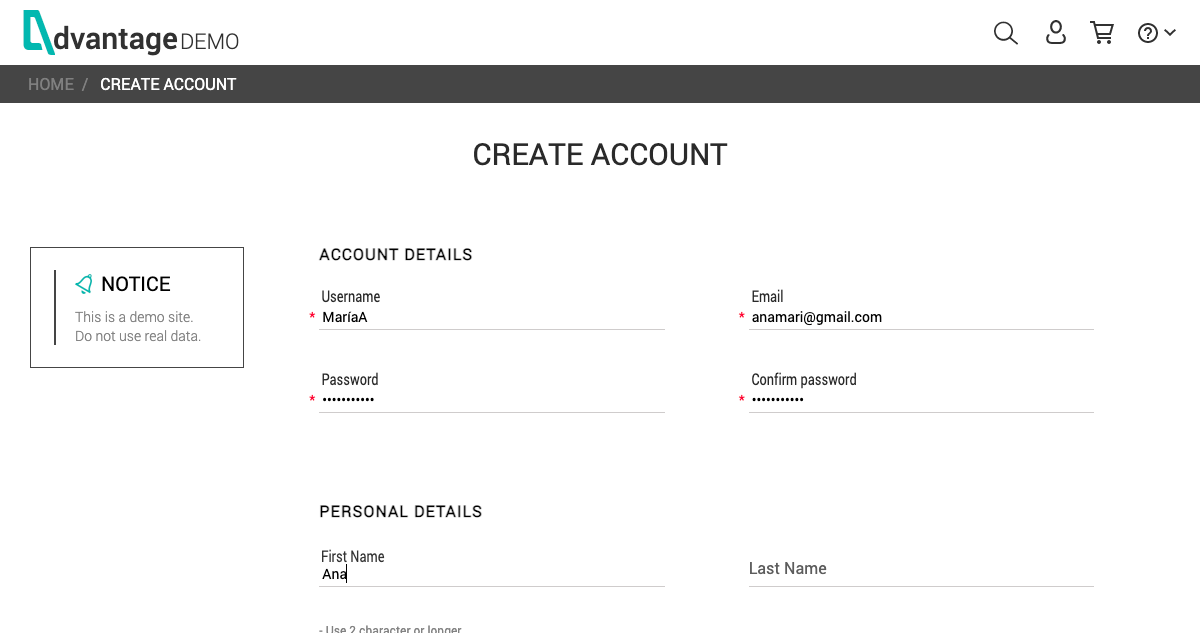 dvantage DEMO
HOME / CREATE ACCOUNT
CREATE ACCOUNT
NOTICE
This is a demo site.
Do not use real data.
ACCOUNT DETAILS
Username
* MaríaA
Email
* anamari@gmail.com
Password
* •••••••••••
Confirm password
* •••••••••••
PERSONAL DETAILS
First Name
Ana
Last Name
- Use 2 character or longer